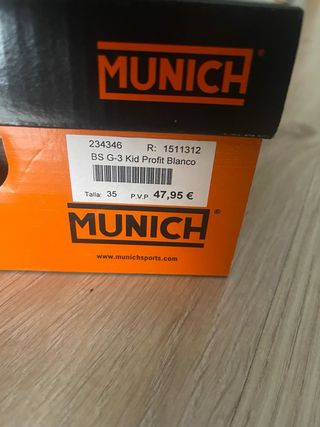 MUNICH®
234346 R: 1511312
BS G-3 Kid Profit Blanco
Talla: 35 P.V.P 47,95 €
MUNICH®
www.munichsports.com